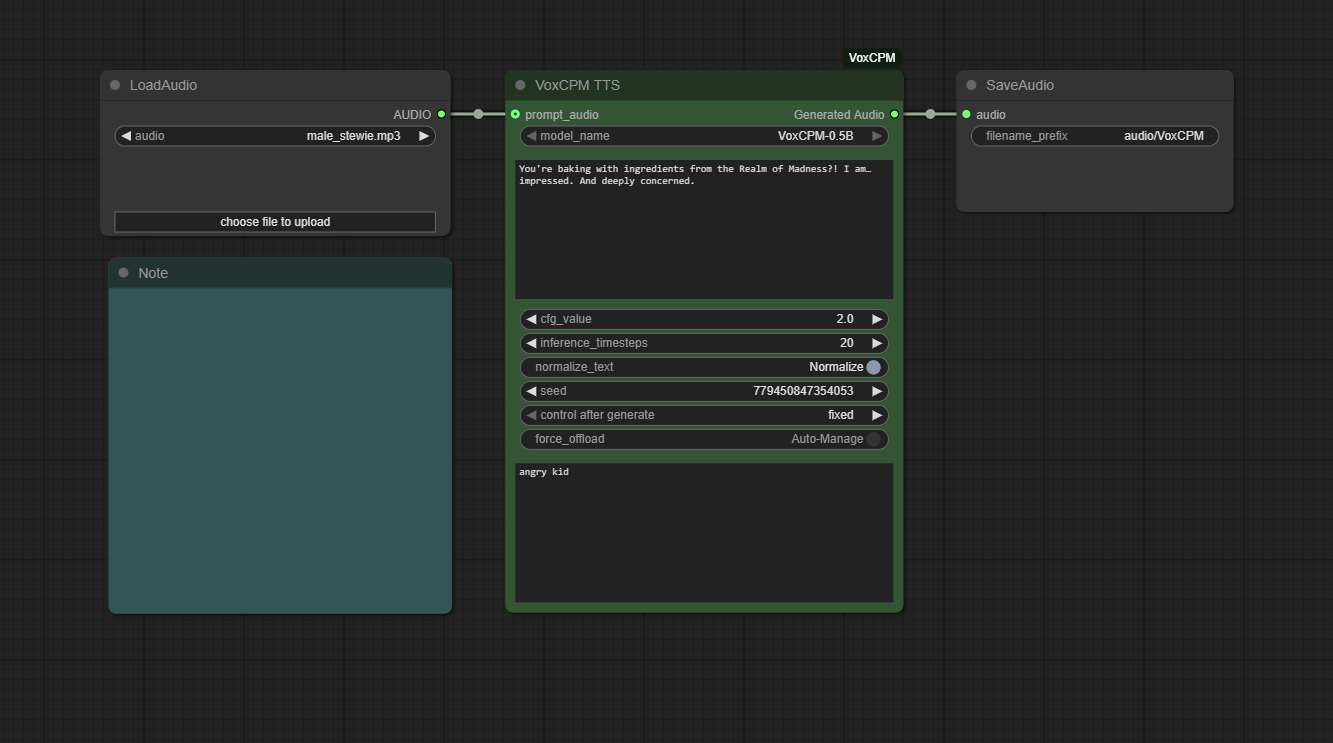 LoadAudio
AUDIO
audio male_stewie.mp3
choose file to upload
Note
VoxCPM
VoxCPM TTS
prompt_audio Generated Audio
model_name VoxCPM-0.5B
You're baking with ingredients from the Realm of Madness?! I am…
impressed. And deeply concerned.
cfg_value 2.0
inference_timesteps 20
normalize_text Normalize
seed 779450847354053
control after generate fixed
force_offload Auto-Manage
angry kid
SaveAudio
audio
filename_prefix audio/VoxCPM